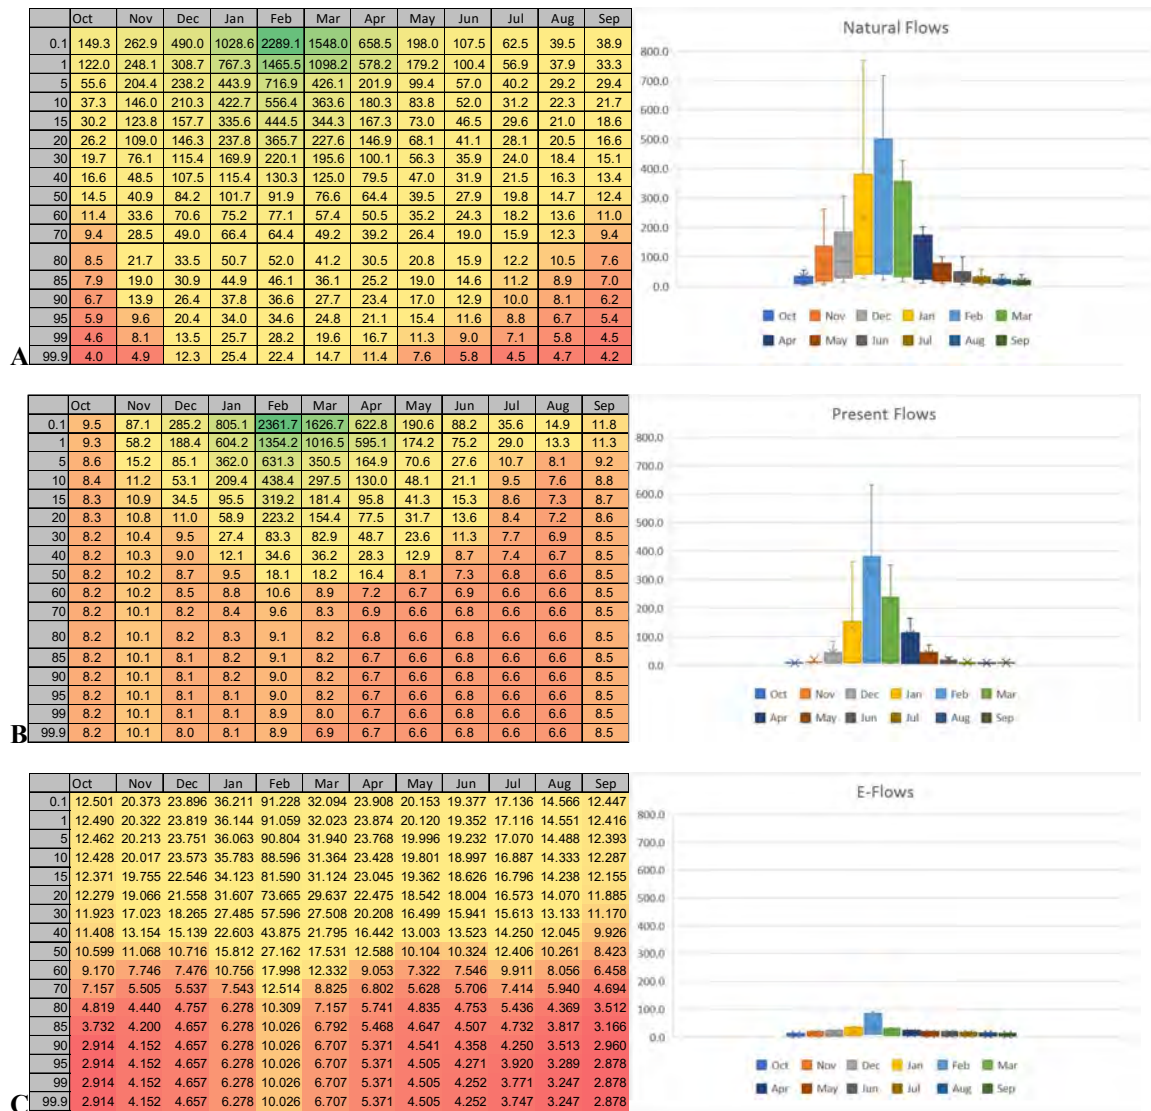 Oct Nov Dec Jan Feb Mar Apr May Jun Jul Aug Sep
0.1 149.3 262.9 490.0 1028.6 2289.1 1548.0 658.5 198.0 107.5 62.5 39.5 38.9
1 122.0 248.1 308.7 767.3 1465.5 1098.2 578.2 179.2 100.4 56.9 37.9 33.3
5 55.6 204.4 238.2 443.9 716.9 426.1 201.9 99.4 57.0 40.2 29.2 29.4
10 37.3 146.0 210.3 422.7 556.4 363.6 180.3 83.8 52.0 31.2 22.3 21.7
15 30.2 123.8 157.7 335.6 444.5 344.3 167.3 73.0 46.5 29.6 21.0 18.6
20 26.2 109.0 146.3 237.8 365.7 227.6 146.9 68.1 41.1 28.1 20.5 16.6
30 19.7 76.1 115.4 169.9 220.1 195.6 100.1 56.3 35.9 24.0 18.4 15.1
40 16.6 48.5 107.5 115.4 130.3 125.0 79.5 47.0 31.9 21.5 16.3 13.4
50 14.5 40.9 84.2 101.7 91.9 76.6 64.4 39.5 27.9 19.8 14.7 12.4
60 11.4 33.6 70.6 75.2 77.1 57.4 50.5 35.2 24.3 18.2 13.6 11.0
70 9.4 28.5 49.0 66.4 64.4 49.2 39.2 26.4 19.0 15.9 12.3 9.4
80 8.5 21.7 33.5 50.7 52.0 41.2 30.5 20.8 15.9 12.2 10.5 7.6
85 7.9 19.0 30.9 44.9 46.1 36.1 25.2 19.0 14.6 11.2 8.9 7.0
90 6.7 13.9 26.4 37.8 36.6 27.7 23.4 17.0 12.9 10.0 8.1 6.2
95 5.9 9.6 20.4 34.0 34.6 24.8 21.1 15.4 11.6 8.8 6.7 5.4
99 4.6 8.1 13.5 25.7 28.2 19.6 16.7 11.3 9.0 7.1 5.8 4.5
99.9 4.0 4.9 12.3 25.4 22.4 14.7 11.4 7.6 5.8 4.5 4.7 4.2
A
Natural Flows
800.0
700.0
600.0
500.0
400.0
300.0
200.0
100.0
0.0
Oct Nov Dec Jan Feb Mar
Apr May Jun Jul Aug Sep
Oct Nov Dec Jan Feb Mar Apr May Jun Jul Aug Sep
0.1 9.5 87.1 285.2 805.1 2361.7 1626.7 622.8 190.6 88.2 35.6 14.9 11.8
1 9.3 58.2 188.4 604.2 1354.2 1016.5 595.1 174.2 75.2 29.0 13.3 11.3
5 8.6 15.2 85.1 362.0 631.3 350.5 164.9 70.6 27.6 10.7 8.1 9.2
10 8.4 11.2 53.1 209.4 438.4 297.5 130.0 48.1 21.1 9.5 7.6 8.8
15 8.3 10.9 34.5 95.5 319.2 181.4 95.8 41.3 15.3 8.6 7.3 8.7
20 8.3 10.8 11.0 58.9 223.2 154.4 77.5 31.7 13.6 8.4 7.2 8.6
30 8.2 10.4 9.5 27.4 83.3 82.9 48.7 23.6 11.3 7.7 6.9 8.5
40 8.2 10.3 9.0 12.1 34.6 36.2 28.3 12.9 8.7 7.4 6.7 8.5
50 8.2 10.2 8.7 9.5 18.1 18.2 16.4 8.1 7.3 6.8 6.6 8.5
60 8.2 10.2 8.5 8.8 10.6 8.9 7.2 6.7 6.9 6.6 6.6 8.5
70 8.2 10.1 8.2 8.4 9.6 8.3 6.9 6.6 6.8 6.6 6.6 8.5
80 8.2 10.1 8.2 8.3 9.1 8.2 6.8 6.6 6.8 6.6 6.6 8.5
85 8.2 10.1 8.1 8.2 9.1 8.2 6.7 6.6 6.8 6.6 6.6 8.5
90 8.2 10.1 8.1 8.2 9.0 8.2 6.7 6.6 6.8 6.6 6.6 8.5
95 8.2 10.1 8.1 8.1 9.0 8.2 6.7 6.6 6.8 6.6 6.6 8.5
99 8.2 10.1 8.1 8.1 8.9 8.0 6.7 6.6 6.8 6.6 6.6 8.5
99.9 8.2 10.1 8.0 8.1 8.9 6.9 6.7 6.6 6.8 6.6 6.6 8.5
B
Present Flows
800.0
700.0
600.0
500.0
400.0
300.0
200.0
100.0
0.0
Oct Nov Dec Jan Feb Mar
Apr May Jun Jul Aug Sep
Oct Nov Dec Jan Feb Mar Apr May Jun Jul Aug Sep
0.1 12.501 20.373 23.896 36.211 91.228 32.094 23.908 20.153 19.377 17.136 14.566 12.447
1 12.490 20.322 23.819 36.144 91.059 32.023 23.874 20.120 19.352 17.116 14.551 12.416
5 12.462 20.213 23.751 36.063 90.804 31.940 23.768 19.996 19.232 17.070 14.488 12.393
10 12.428 20.017 23.573 35.783 88.596 31.364 23.428 19.801 18.997 16.887 14.333 12.287
15 12.371 19.755 22.546 34.123 81.590 31.124 23.045 19.362 18.626 16.796 14.238 12.155
20 12.279 19.066 21.558 31.607 73.665 29.637 22.475 18.542 18.004 16.573 14.070 11.885
30 11.923 17.023 18.265 27.485 57.596 27.508 20.208 16.499 15.941 15.613 13.133 11.170
40 11.408 13.154 15.139 22.603 43.875 21.795 16.442 13.003 13.523 14.250 12.045 9.926
50 10.599 11.068 10.716 15.812 27.162 17.531 12.588 10.104 10.324 12.406 10.261 8.423
60 9.170 7.746 7.476 10.756 17.998 12.332 9.053 7.322 7.546 9.911 8.056 6.458
70 7.157 5.505 5.537 7.543 12.514 8.825 6.802 5.628 5.706 7.414 5.940 4.694
80 4.819 4.440 4.757 6.278 10.309 7.157 5.741 4.835 4.753 5.436 4.369 3.512
85 3.732 4.200 4.657 6.278 10.026 6.792 5.468 4.647 4.507 4.732 3.817 3.166
90 2.914 4.152 4.657 6.278 10.026 6.707 5.371 4.541 4.358 4.250 3.513 2.960
95 2.914 4.152 4.657 6.278 10.026 6.707 5.371 4.505 4.271 3.920 3.289 2.878
99 2.914 4.152 4.657 6.278 10.026 6.707 5.371 4.505 4.252 3.771 3.247 2.878
99.9 2.914 4.152 4.657 6.278 10.026 6.707 5.371 4.505 4.252 3.747 3.247 2.878
C
E-Flows
800.0
700.0
600.0
500.0
400.0
300.0
200.0
100.0
0.0
Oct Nov Dec Jan Feb Mar
Apr May Jun Jul Aug Sep